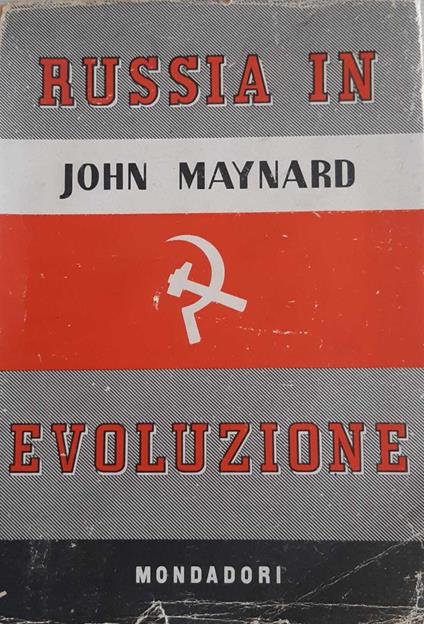 RUSSIA IN
JOHN MAYNARD
EVOLUZIONE
MONDADORI